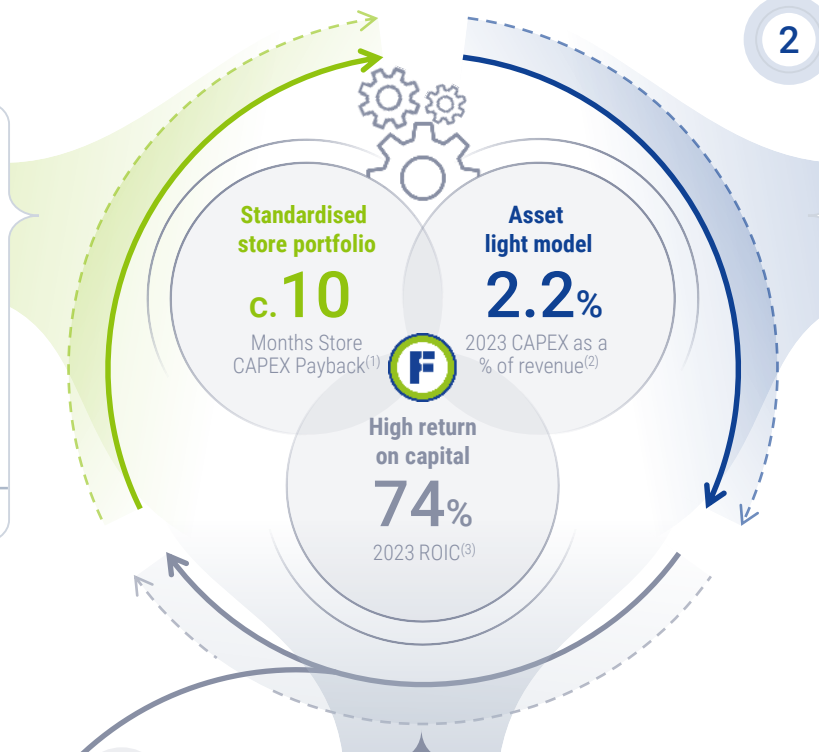 2
Standardised
store portfolio
c.10
Months Store
CAPEX Payback(1)
Asset
light model
2.2%
2023 CAPEX as a
% of revenue(2)
F
High return
on capital
74%
2023 ROIC(3)